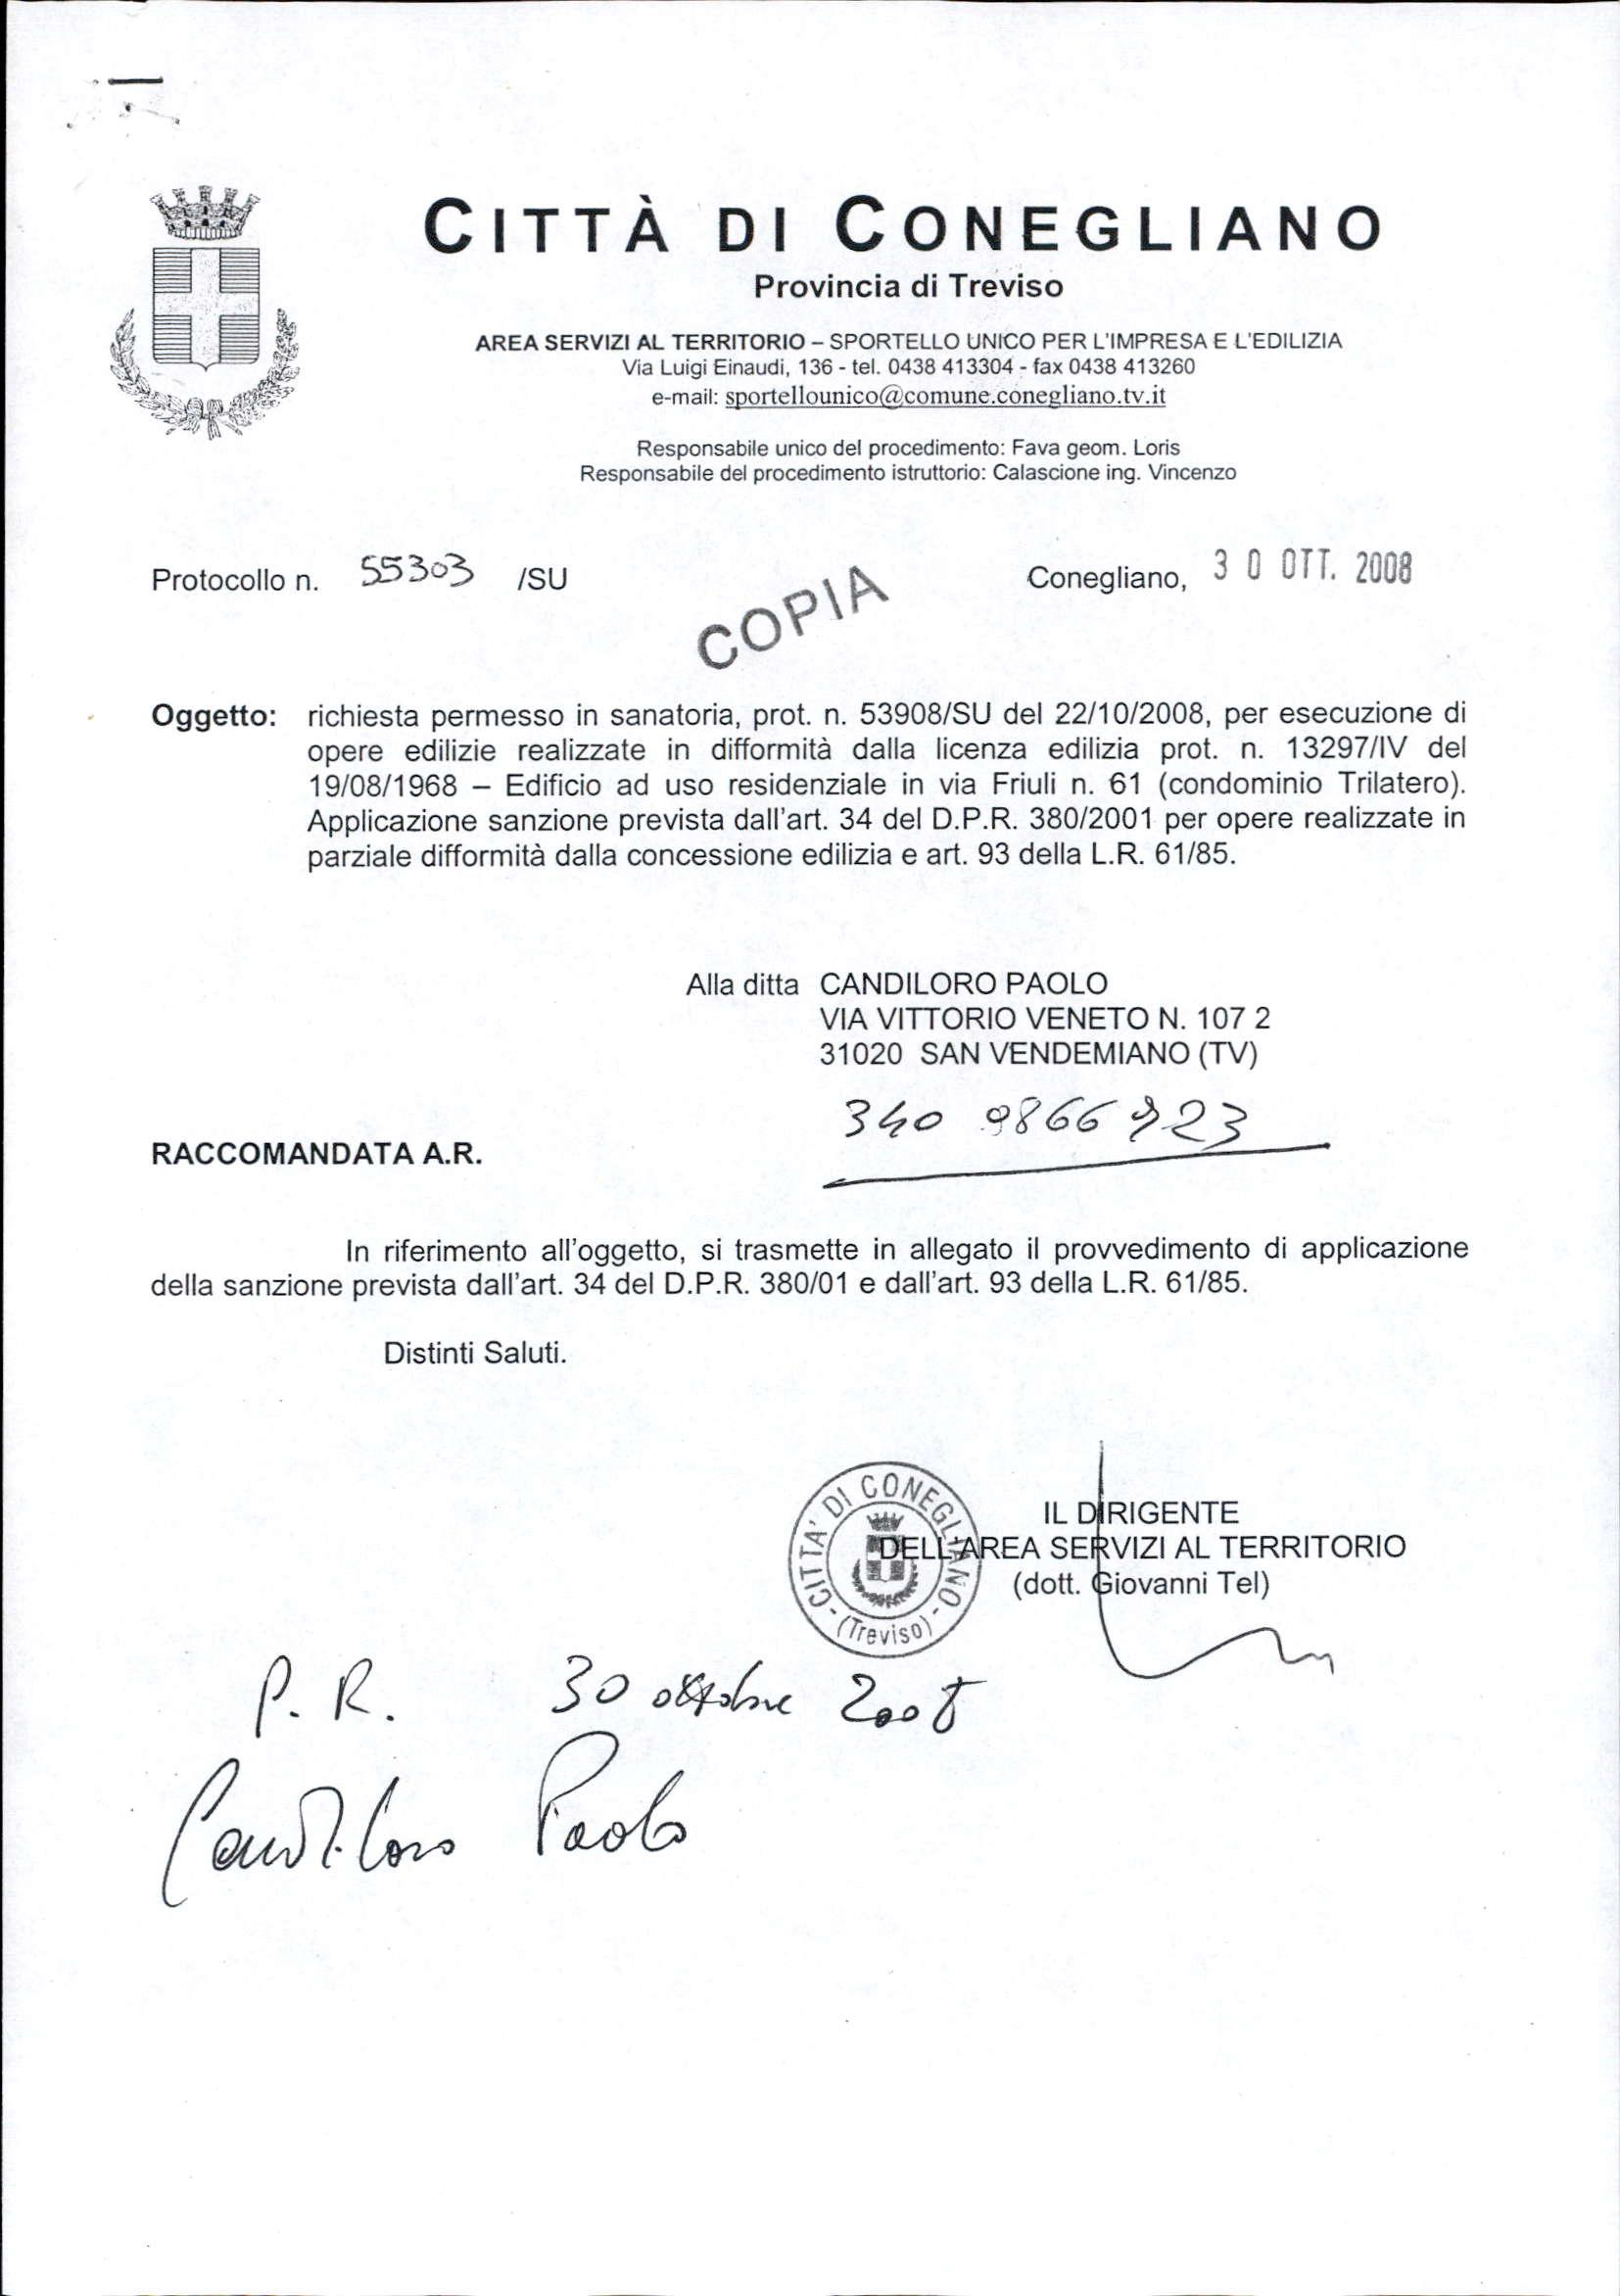 CITTÀ DI CONEGLIANO
Provincia di Treviso
AREA SERVIZI AL TERRITORIO – SPORTELLO UNICO PER L'IMPRESA E L'EDILIZIA
Via Luigi Einaudi, 136 - tel. 0438 413304 - fax 0438 413260
e-mail: sportellounico@comune.conegliano.tv.it
Responsabile unico del procedimento: Fava geom. Loris
Responsabile del procedimento istruttorio: Calascione ing. Vincenzo
Protocollo n. 55303 /SU
Conegliano, 30 OTT. 2008
COPIA
Oggetto: richiesta permesso in sanatoria, prot. n. 53908/SU del 22/10/2008, per esecuzione di
opere edilizie realizzate in difformità dalla licenza edilizia prot. n. 13297/IV del
19/08/1968 – Edificio ad uso residenziale in via Friuli n. 61 (condominio Trilatero).
Applicazione sanzione prevista dall'art. 34 del D.P.R. 380/2001 per opere realizzate in
parziale difformità dalla concessione edilizia e art. 93 della L.R. 61/85.
Alla ditta CANDILORO PAOLO
VIA VITTORIO VENETO N. 107 2
31020 SAN VENDEMIANO (TV)
340
RACCOMANDATA A.R.
In riferimento all'oggetto, si trasmette in allegato il provvedimento di applicazione
della sanzione prevista dall'art. 34 del D.P.R. 380/01 e dall'art. 93 della L.R. 61/85.
Distinti Saluti.
CITTA' DI CONEGLIANO - (Treviso) -
IL DIRIGENTE
DELL'AREA SERVIZI AL TERRITORIO
(dott. Giovanni Tel)
P. R. 30 ottobre 2008
Candiloro Paolo